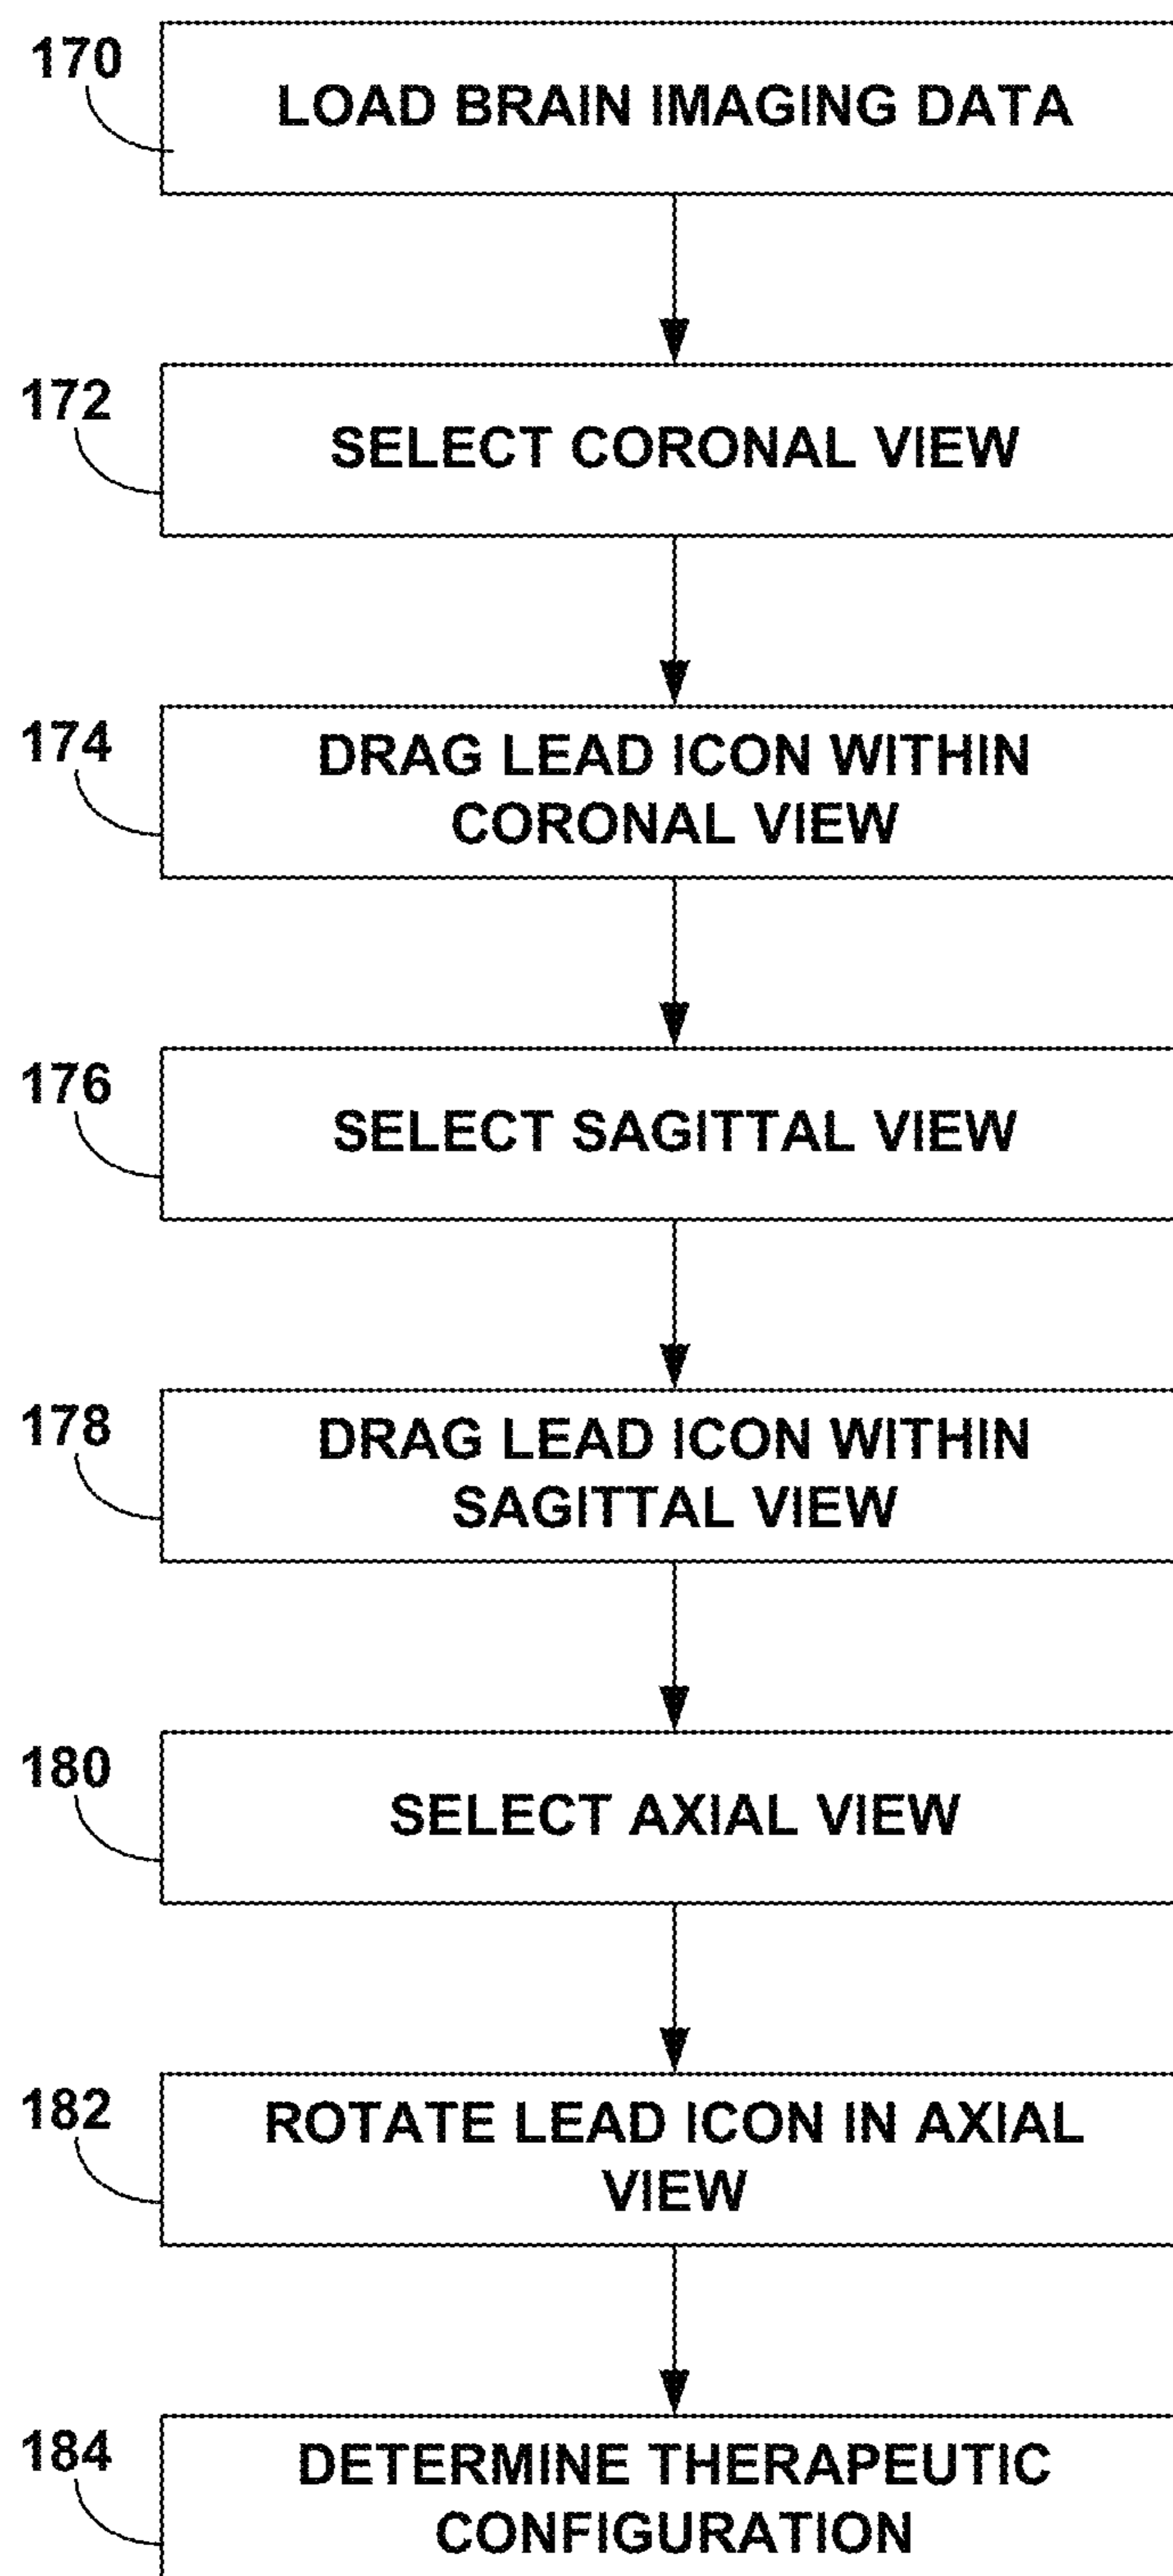 170
LOAD BRAIN IMAGING DATA
172
SELECT CORONAL VIEW
174
DRAG LEAD ICON WITHIN
CORONAL VIEW
176
SELECT SAGITTAL VIEW
178
DRAG LEAD ICON WITHIN
SAGITTAL VIEW
180
SELECT AXIAL VIEW
182
ROTATE LEAD ICON IN AXIAL
VIEW
184
DETERMINE THERAPEUTIC
CONFIGURATION